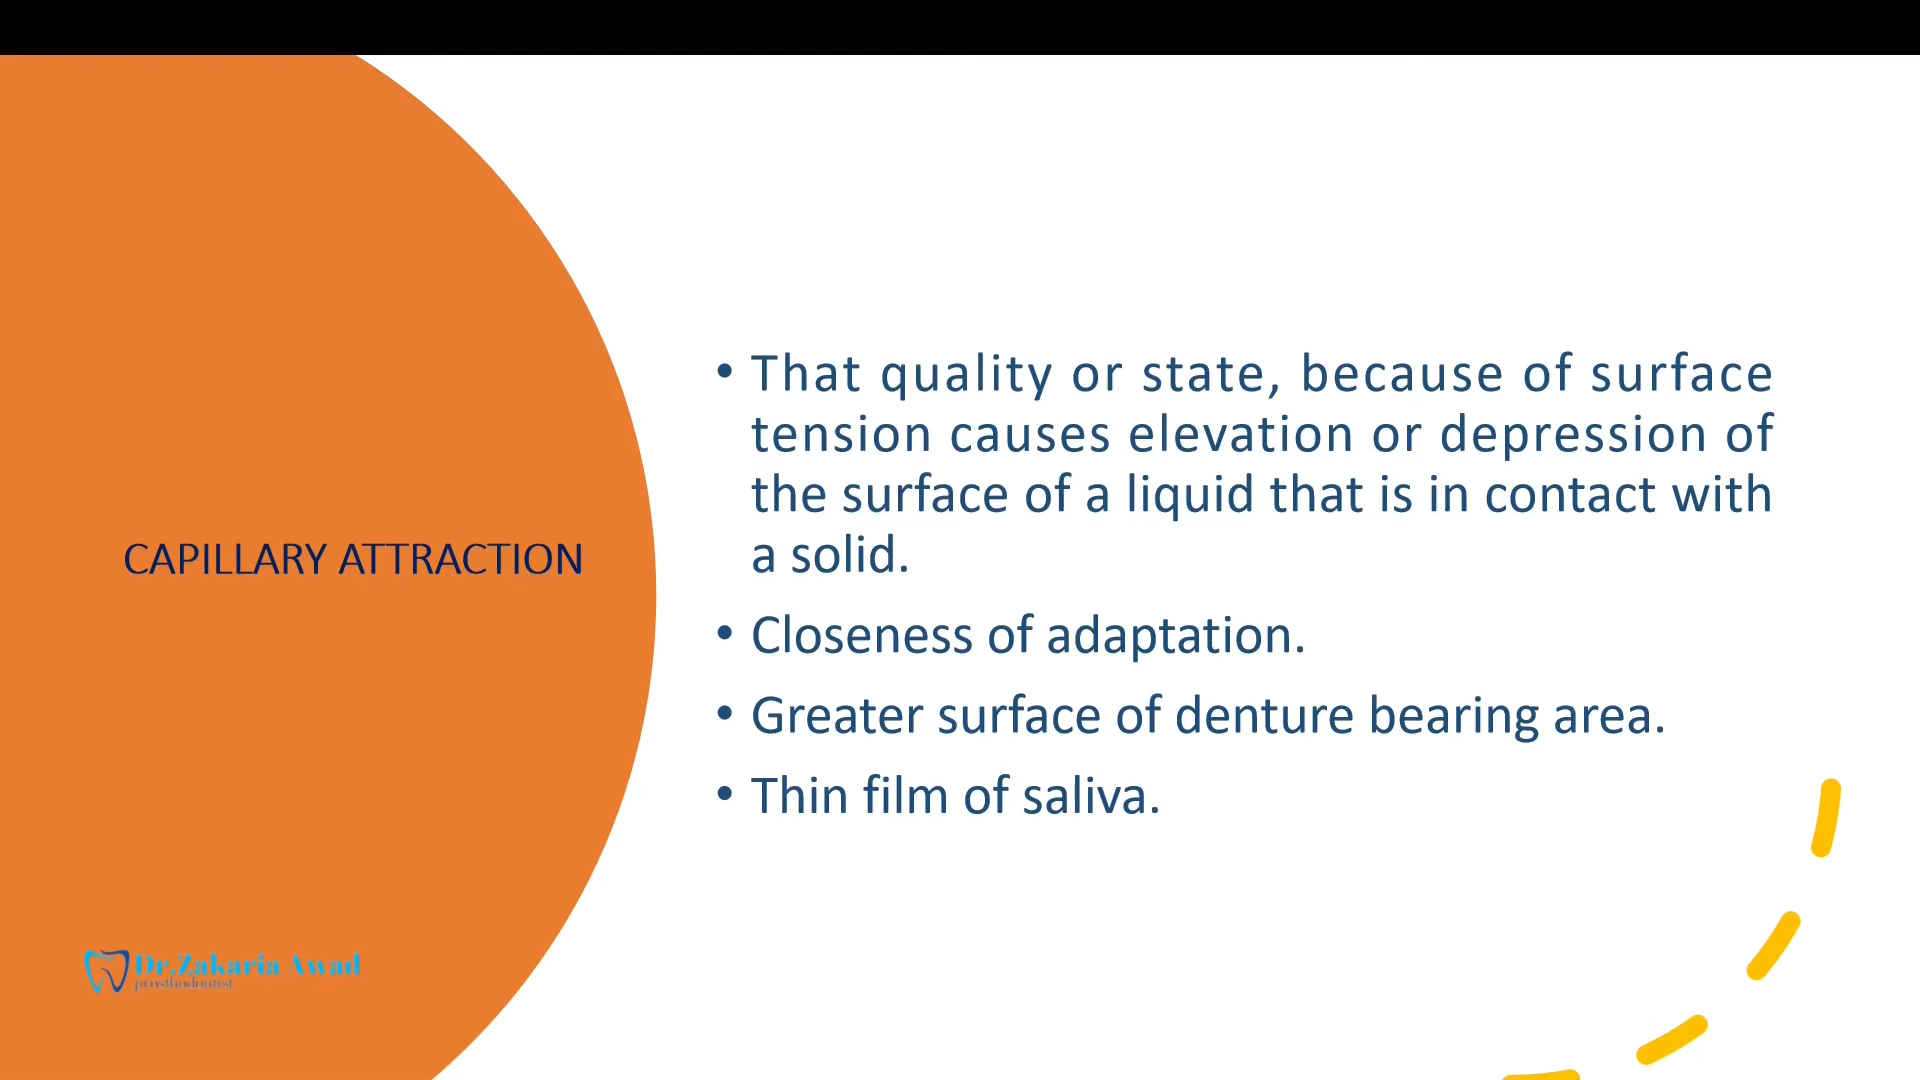 CAPILLARY ATTRACTION
• That quality or state, because of surface
tension causes elevation or depression of
the surface of a liquid that is in contact with
a solid.
• Closeness of adaptation.
• Greater surface of denture bearing area.
• Thin film of saliva.
Dr.Zakaria Awad
prosthodontist